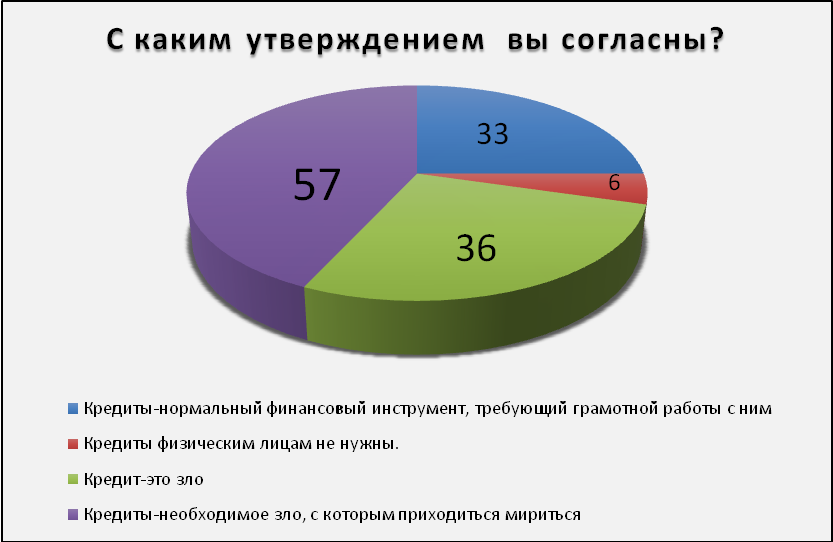 С каким утверждением вы согласны?
33
6
57
36
Кредиты-нормальный финансовый инструмент, требующий грамотной работы с ним
Кредиты физическим лицам не нужны.
Кредит-это зло
Кредиты-необходимое зло, с которым приходиться мириться